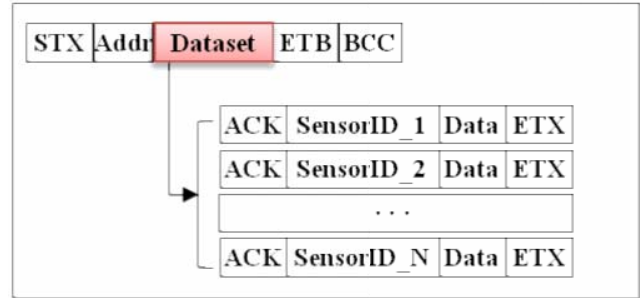 STX Addr Dataset ETB BCC
ACK SensorID_1 Data ETX
ACK SensorID_2 Data ETX
...
ACK SensorID_N Data ETX